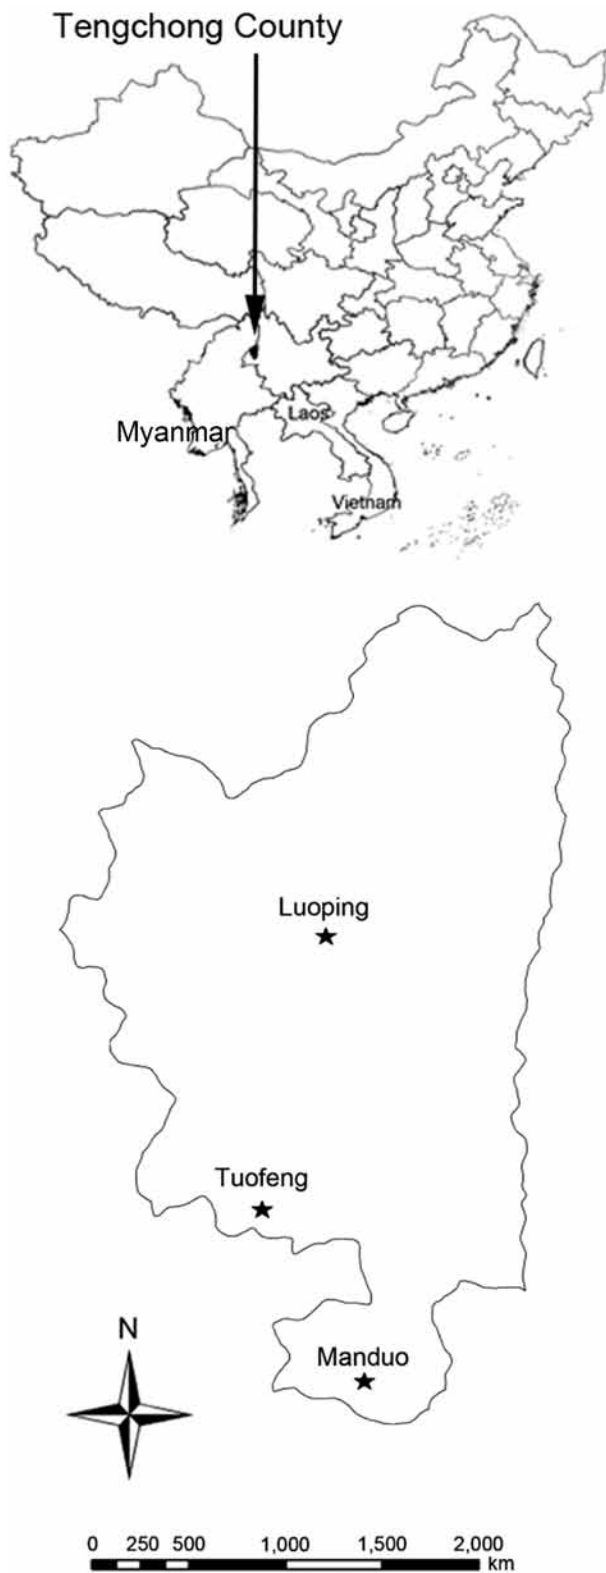 Tengchong County
Laos
Myanmar
Vietnam
Luoping
Tuofeng
Manduo
N
0 250 500 1,000 1,500 2,000
km